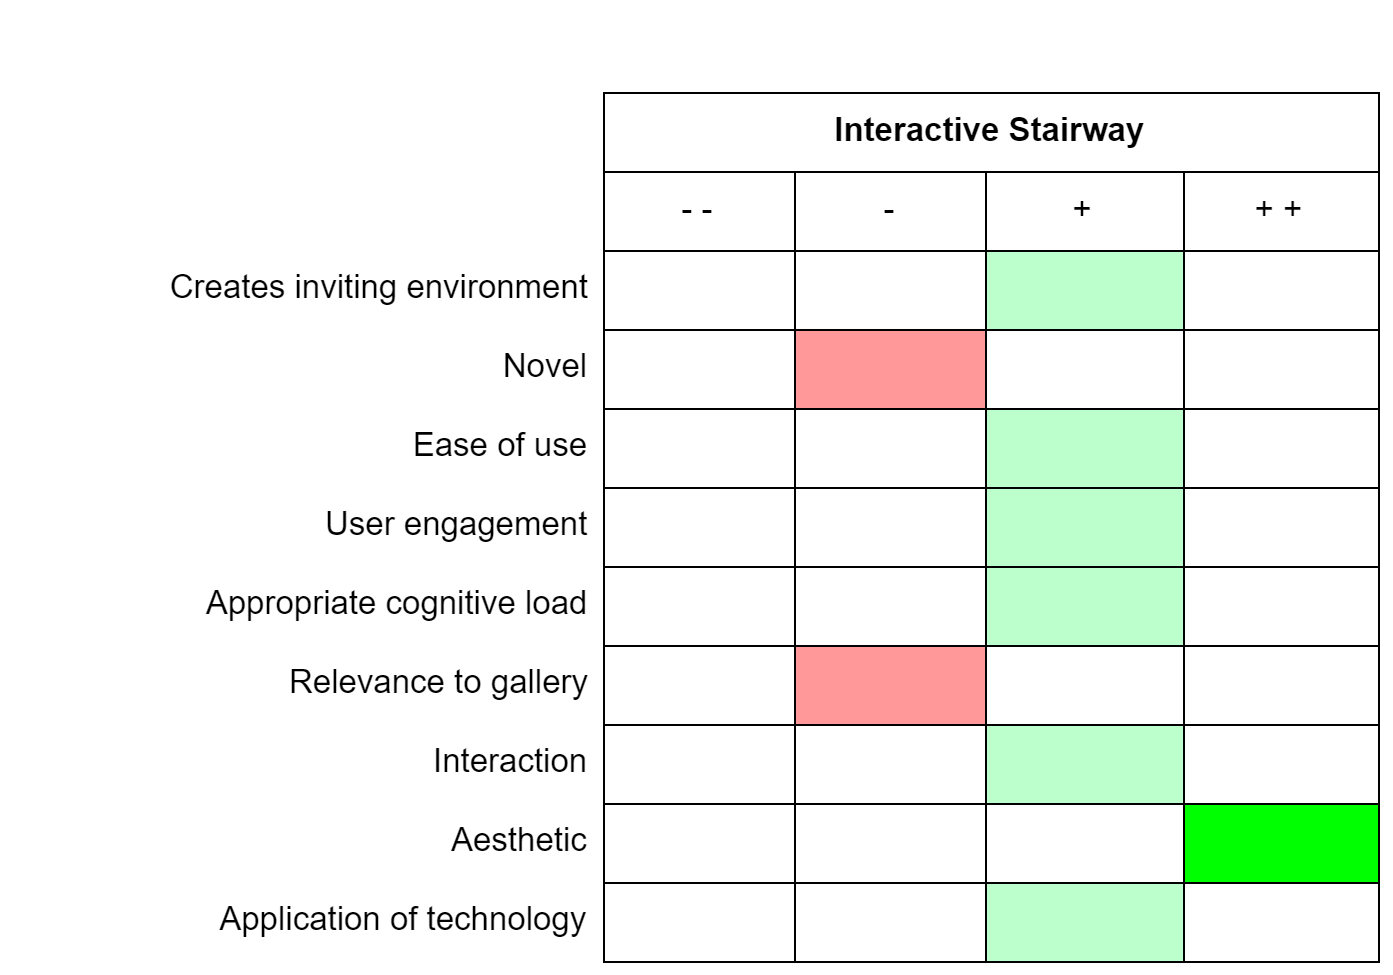 Interactive Stairway
- - - + + +
Creates inviting environment
Novel
Ease of use
User engagement
Appropriate cognitive load
Relevance to gallery
Interaction
Aesthetic
Application of technology